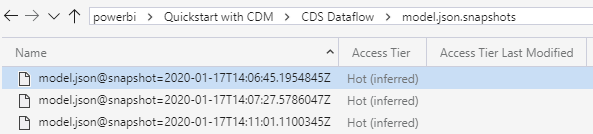 powerbi > Quickstart with CDM > CDS Dataflow > model.json.snapshots
Name Access Tier Access Tier Last Modified
model.json@snapshot=2020-01-17T14:06:45.1954845Z Hot (inferred)
model.json@snapshot=2020-01-17T14:07:27.5786047Z Hot (inferred)
model.json@snapshot=2020-01-17T14:11:01.1100345Z Hot (inferred)